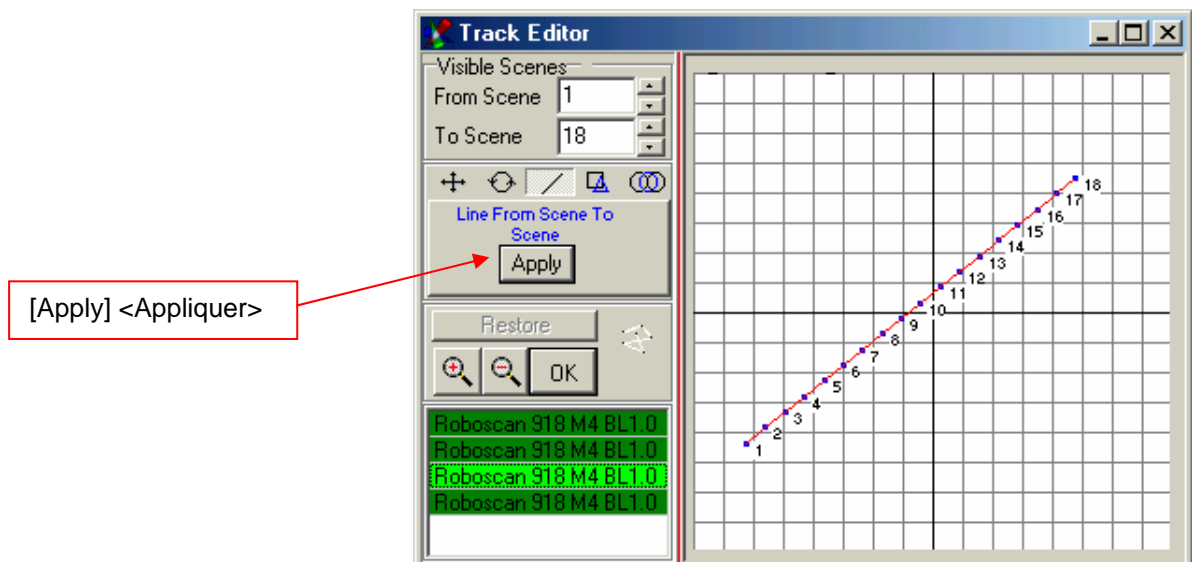 Track Editor
Visible Scenes
From Scene 1
To Scene 18
Line From Scene To
Scene
Apply
[Apply] <Appliquer>
Restore
OK
Roboscan 918 M4 BL1.0
Roboscan 918 M4 BL1.0
Roboscan 918 M4 BL1.0
Roboscan 918 M4 BL1.0
18
17
16
15
14
13
12
11
10
9
8
7
6
5
4
3
2
1